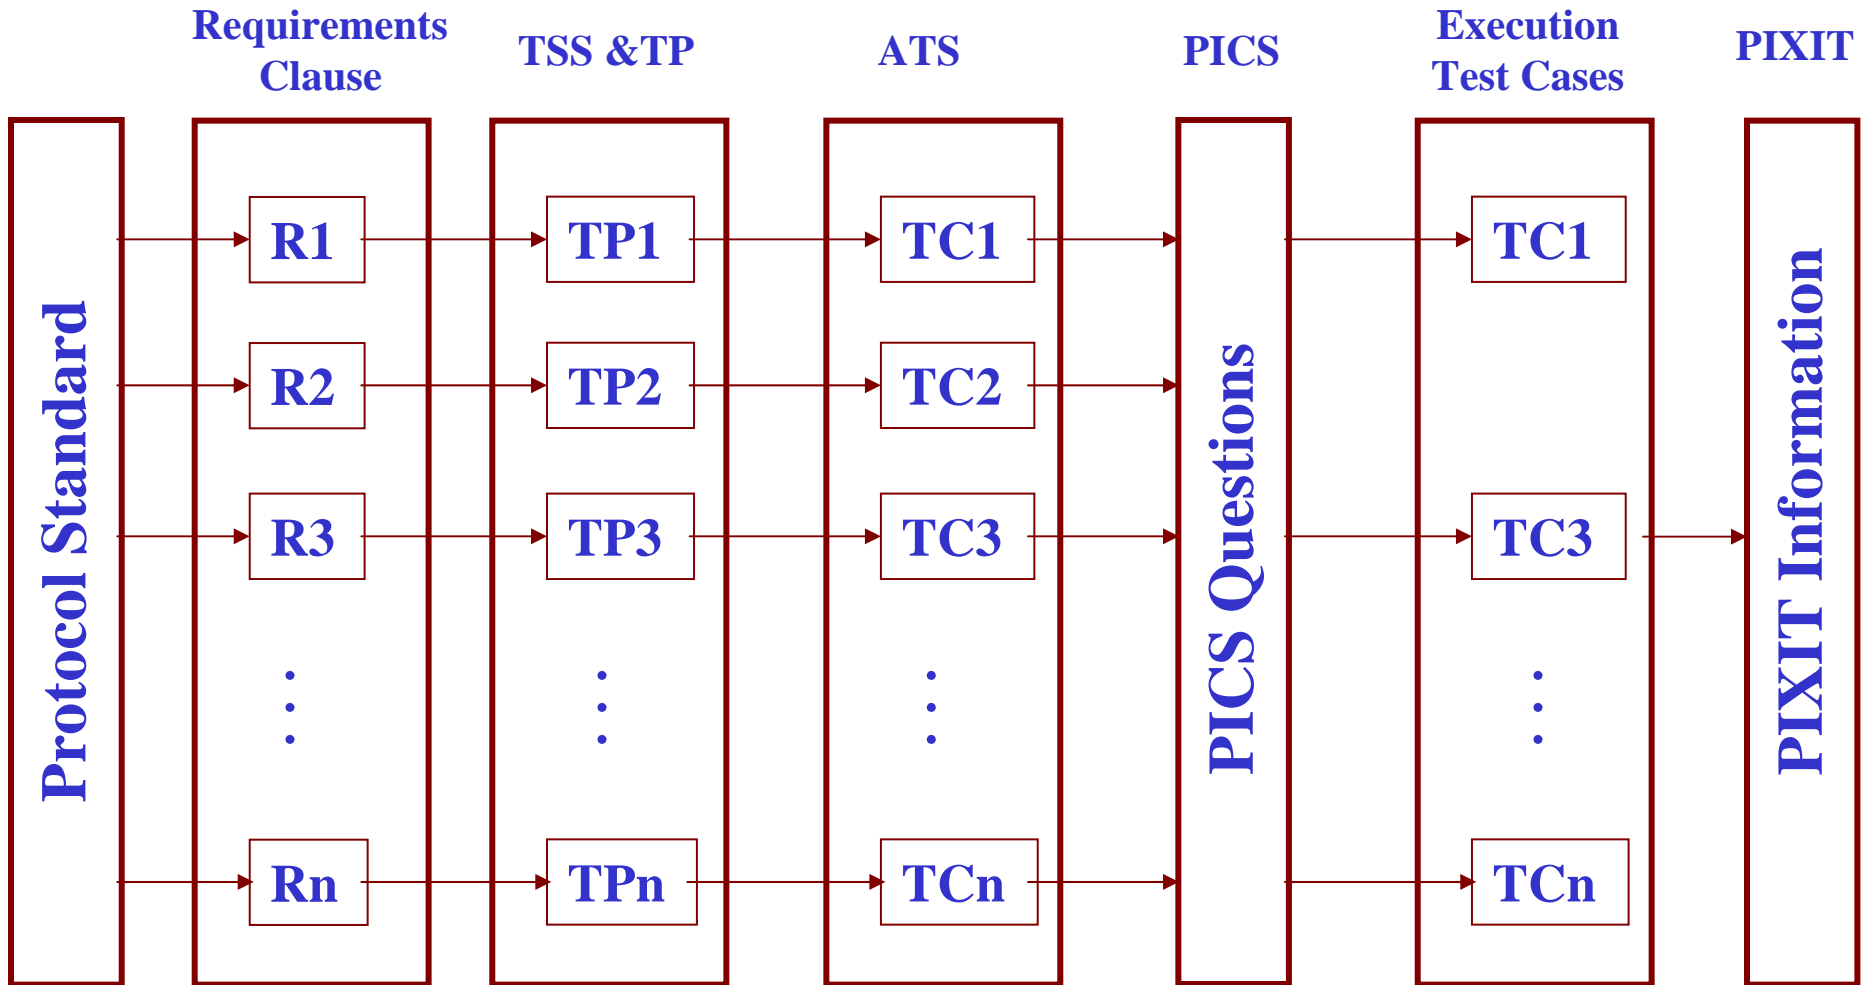 Requirements
Clause
TSS &TP
ATS
PICS
Execution
Test Cases
PIXIT
Protocol Standard
R1
TP1
TC1
TC1
R2
TP2
TC2
R3
TP3
TC3
TC3
Rn
TPn
TCn
TCn
PICS Questions
PIXIT Information